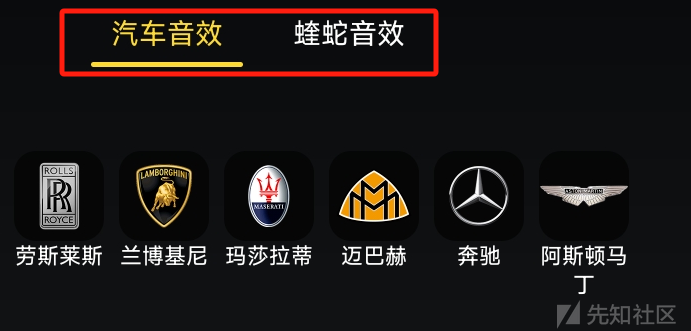 汽车音效
蝰蛇音效
ROLLS
RR
ROYCE
LAMBORGHINI
MASERATI
ASTON MARTIN
劳斯莱斯
兰博基尼
玛莎拉蒂
迈巴赫
奔驰
阿斯顿马
丁
先知社区